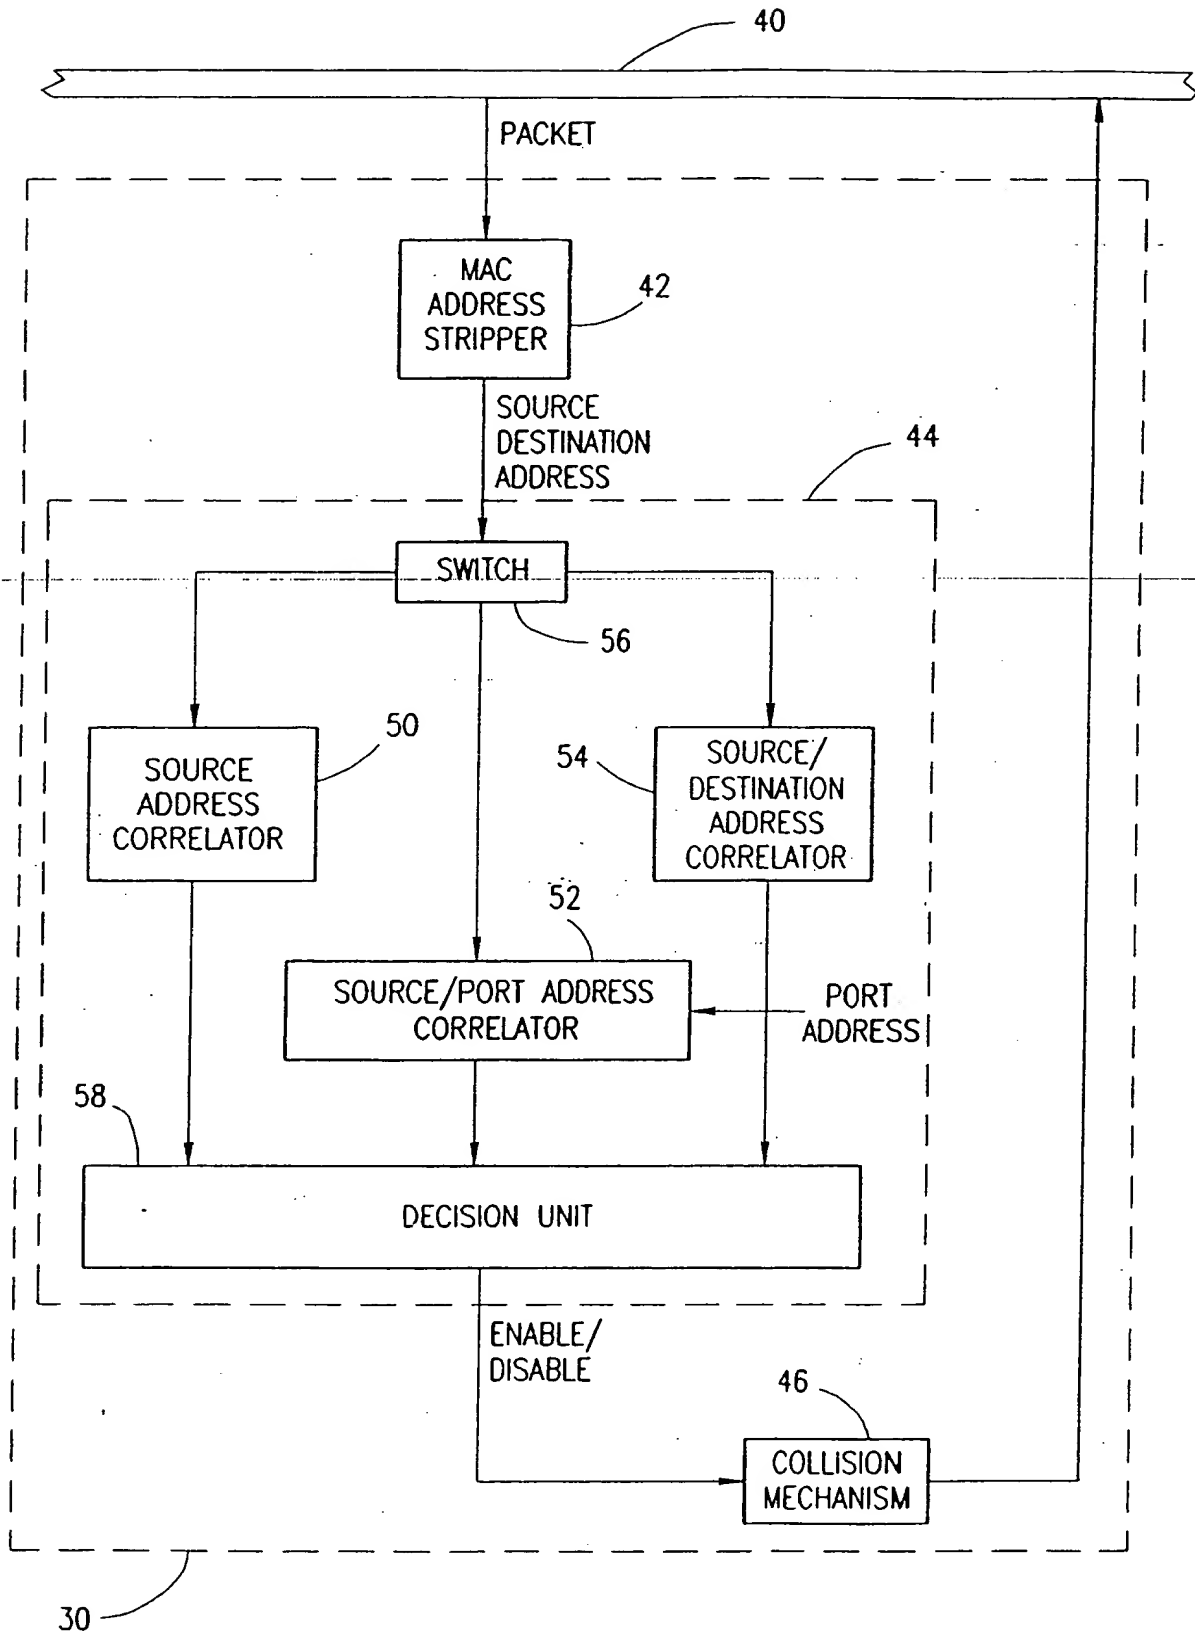 40
PACKET
MAC
ADDRESS
STRIPPER
42
SOURCE
DESTINATION
ADDRESS
44
SWITCH
56
SOURCE
ADDRESS
CORRELATOR
50
54
SOURCE/
DESTINATION
ADDRESS
CORRELATOR
52
SOURCE/PORT ADDRESS
CORRELATOR
PORT
ADDRESS
58
DECISION UNIT
ENABLE/
DISABLE
46
COLLISION
MECHANISM
30